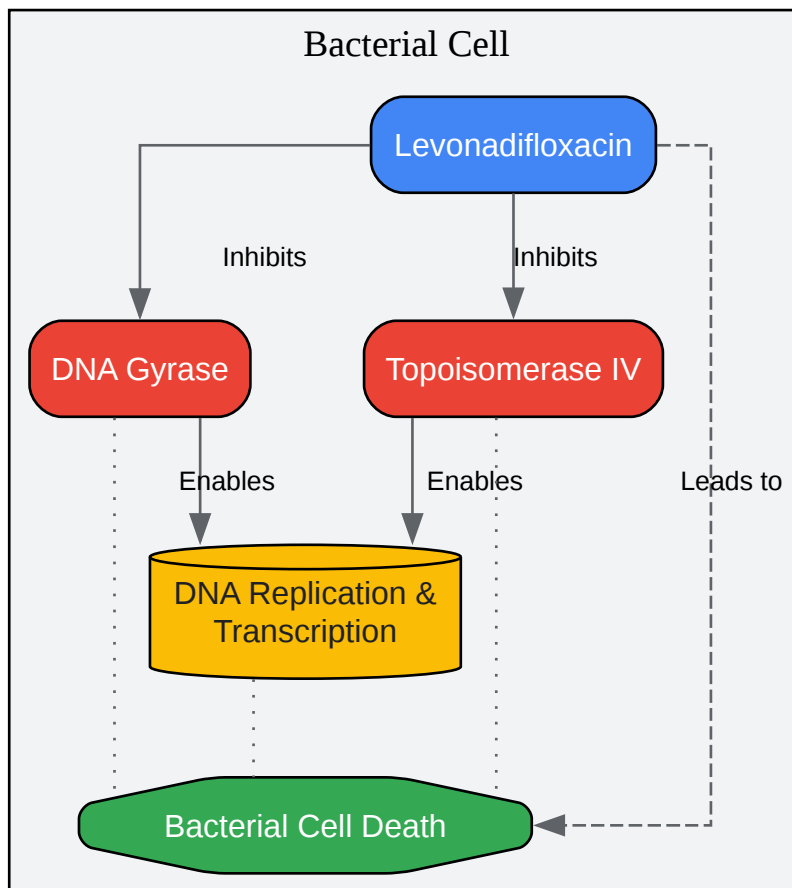 Bacterial Cell
Levonadifloxacin
Inhibits
Inhibits
DNA Gyrase
Topoisomerase IV
Enables
Enables
Leads to
DNA Replication &
Transcription
Bacterial Cell Death